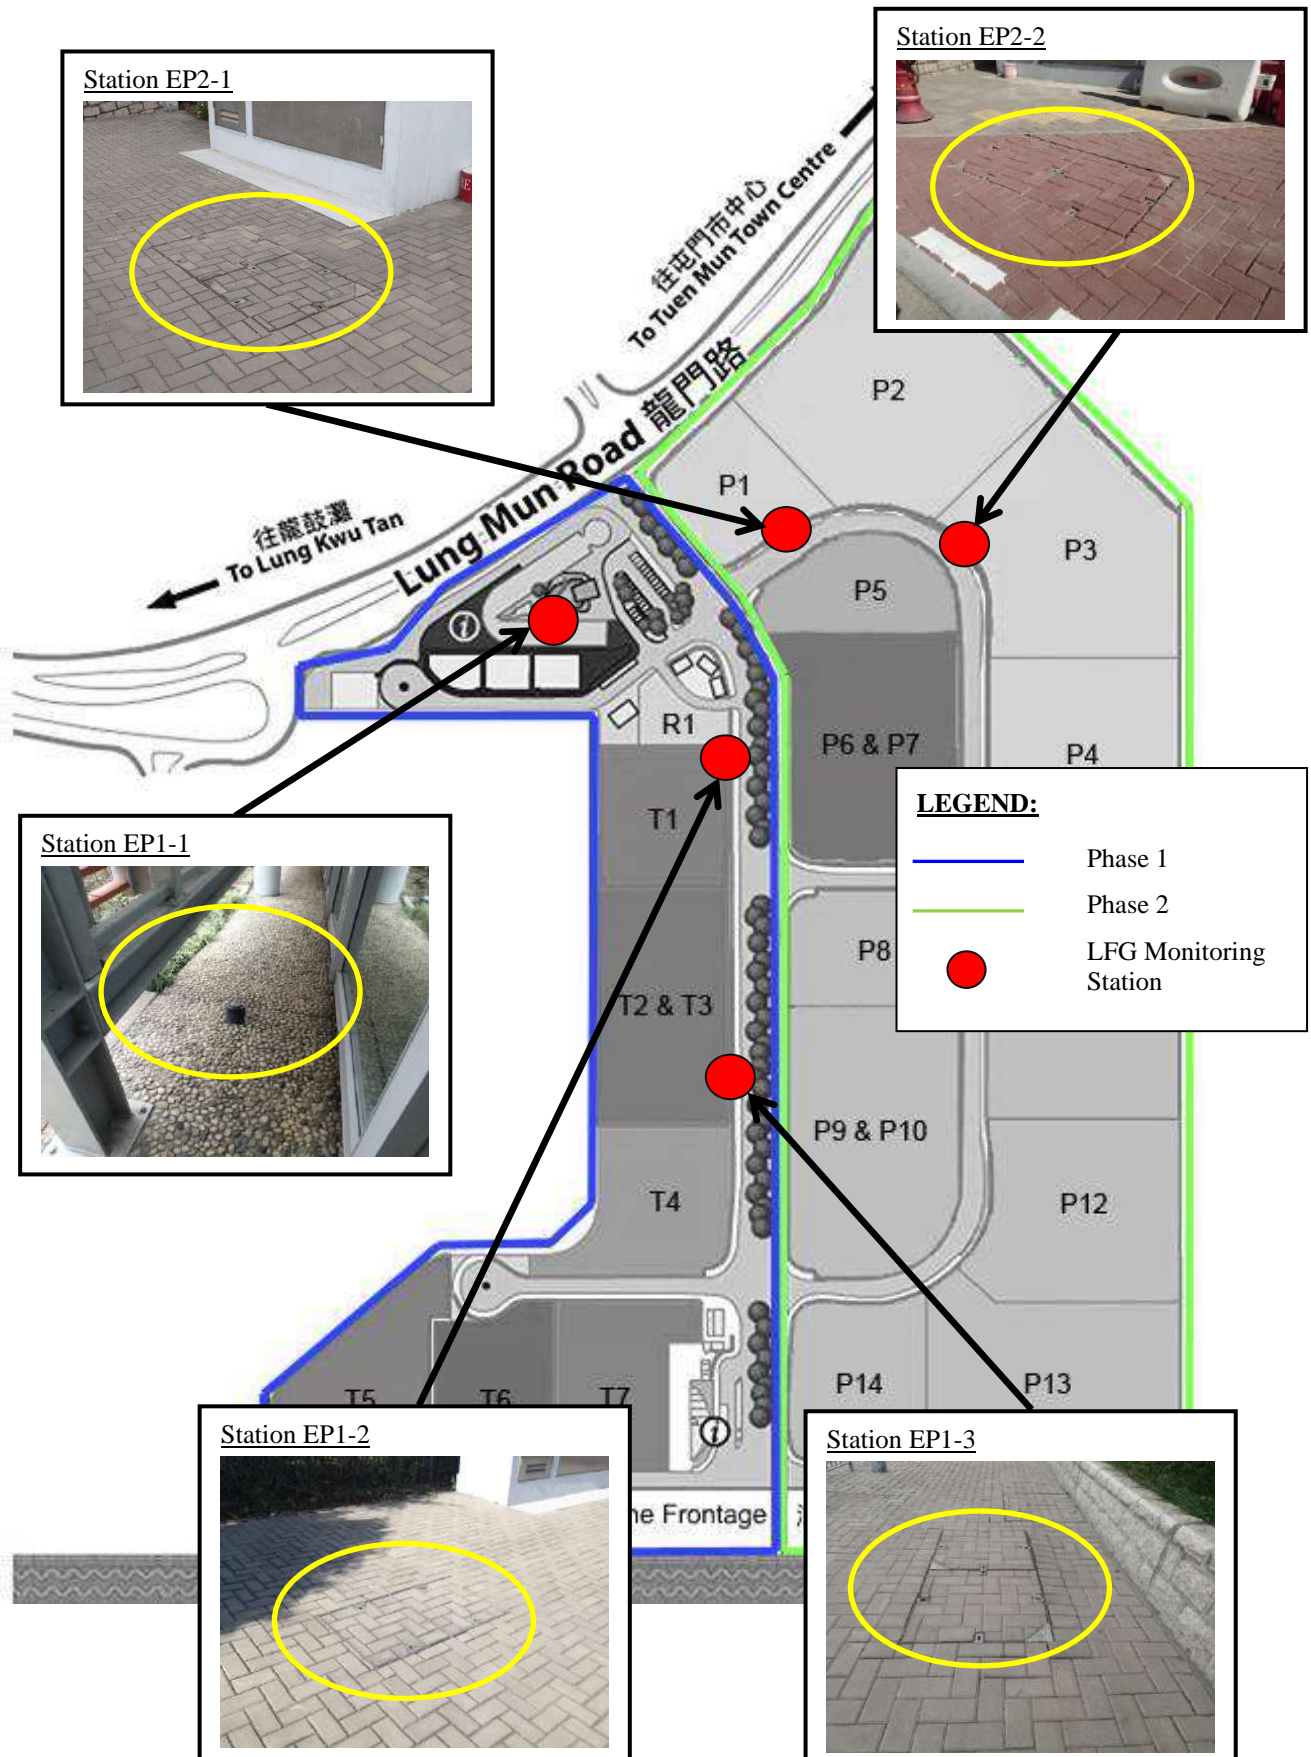 Station EP2-1
Station EP2-2
往屯門市中心
To Tuen Mun Town Centre
Lung Mun Road 龍門路
往龍鼓灘
To Lung Kwu Tan
P2
P1
P3
P5
i
R1
P6 & P7
P4
T1
LEGEND:
Phase 1
Phase 2
LFG Monitoring
Station
Station EP1-1
P8
T2 & T3
P9 & P10
T4
P12
T5
T6
T7
P14
P13
i
Station EP1-2
Station EP1-3
ne Frontage